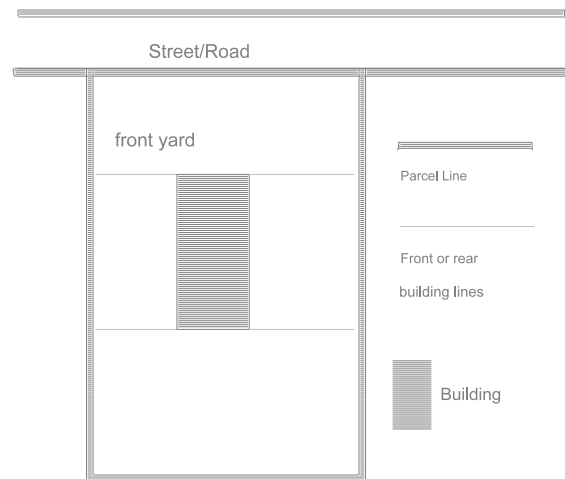 Street/Road
front yard
Parcel Line
Front or rear
building lines
Building